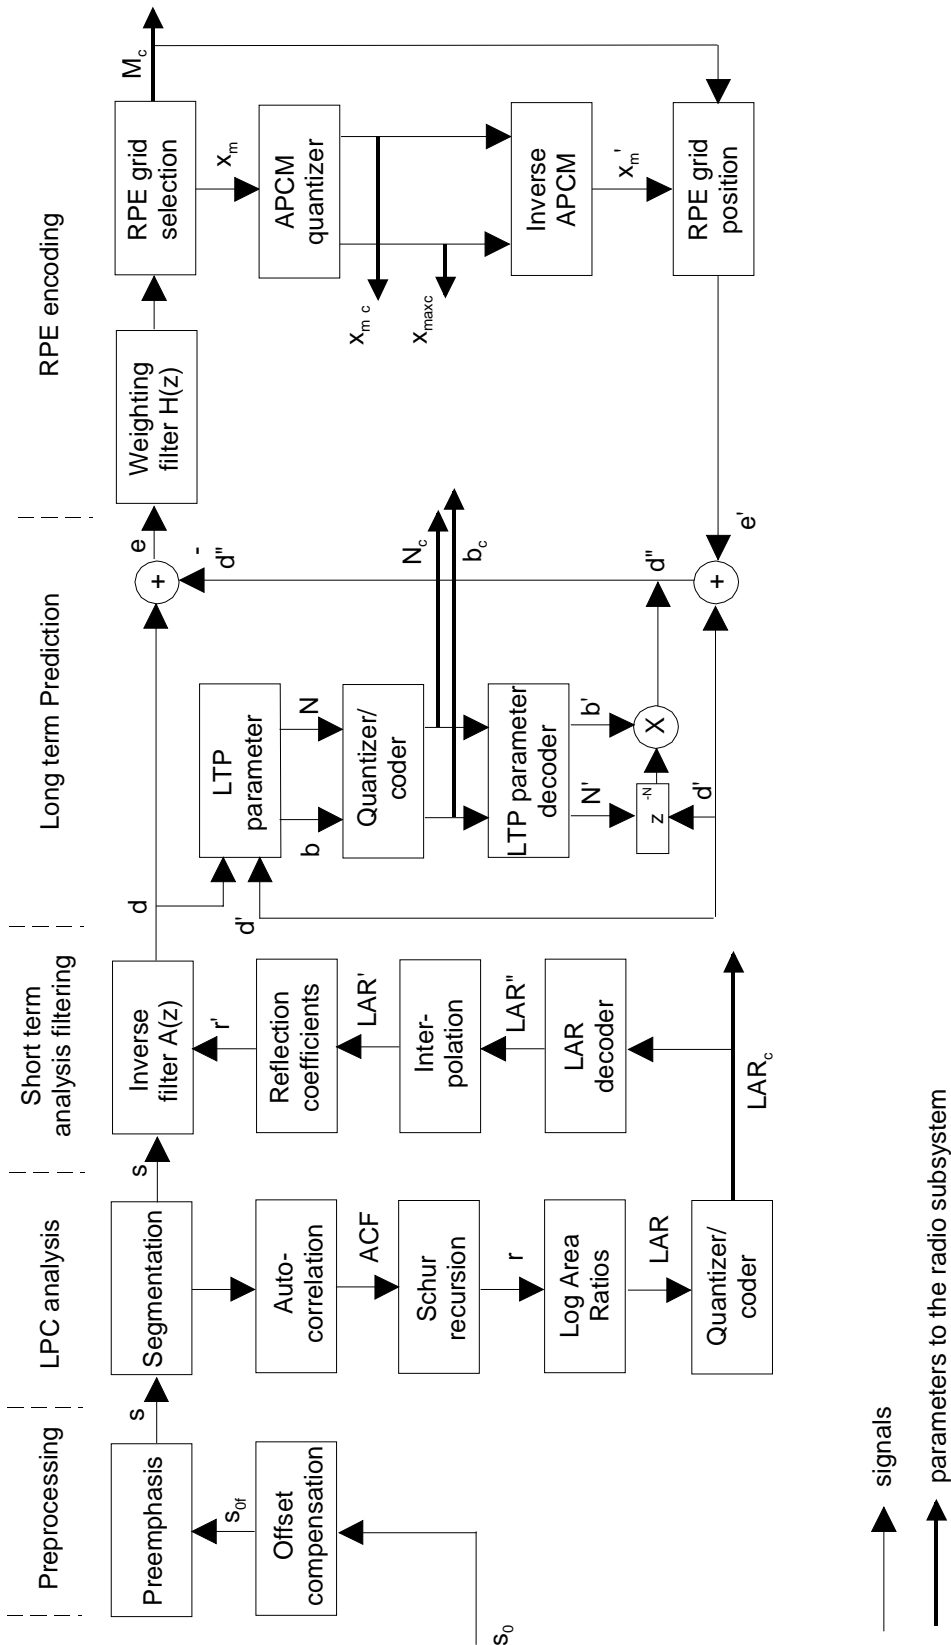 Preprocessing
LPC analysis
Short term
analysis filtering
Long term Prediction
RPE encoding
s₀
Offset
compensation
s₀f
Preemphasis
s
Segmentation
Auto-
correlation
ACF
Schur
recursion
r
Log Area
Ratios
LAR
Quantizer/
coder
LARc
s
Inverse
filter A(z)
r'
Reflection
coefficients
LAR'
Inter-
polation
LAR"
LAR
decoder
d
d'
LTP
parameter
b
N
Quantizer/
coder
Nc
bc
LTP parameter
decoder
N'
b'
z-N
X
d'
d"
+
e'
+
-
d"
e
Weighting
filter H(z)
RPE grid
selection
Mc
xm
APCM
quantizer
xm c
xmaxc
Inverse
APCM
xm'
RPE grid
position
signals
parameters to the radio subsystem